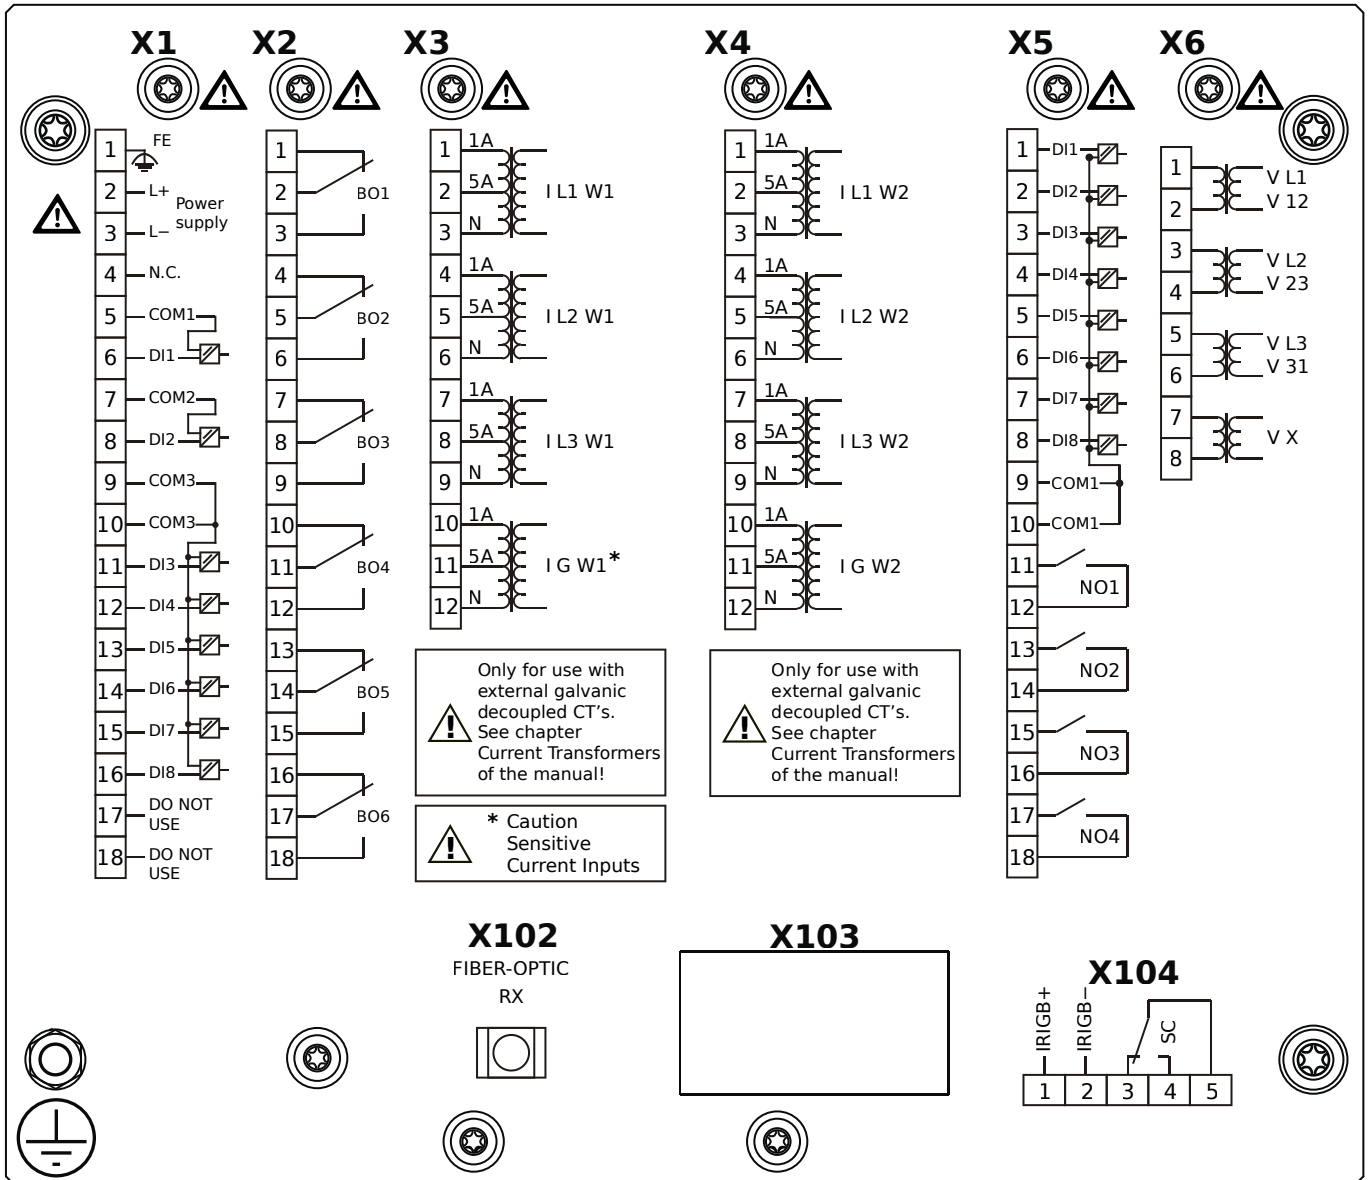 X1
X2
X3
X4
X5
X6
1 FE
2 L+
Power
supply
3 L−
4 N.C.
5 COM1
6 DI1
7 COM2
8 DI2
9 COM3
10 COM3
11 DI3
12 DI4
13 DI5
14 DI6
15 DI7
16 DI8
17 DO NOT
USE
18 DO NOT
USE
1
2 BO1
3
4
5 BO2
6
7
8 BO3
9
10
11 BO4
12
13
14 BO5
15
16
17 BO6
18
1 1A
2 5A I L1 W1
3 N
4 1A
5 5A I L2 W1
6 N
7 1A
8 5A I L3 W1
9 N
10 1A
11 5A I G W1*
12 N
Only for use with
external galvanic
decoupled CT's.
See chapter
Current Transformers
of the manual!
* Caution
Sensitive
Current Inputs
1 1A
2 5A I L1 W2
3 N
4 1A
5 5A I L2 W2
6 N
7 1A
8 5A I L3 W2
9 N
10 1A
11 5A I G W2
12 N
Only for use with
external galvanic
decoupled CT's.
See chapter
Current Transformers
of the manual!
1 DI1
2 DI2
3 DI3
4 DI4
5 DI5
6 DI6
7 DI7
8 DI8
9 COM1
10 COM1
11
NO1
12
13
NO2
14
15
NO3
16
17
NO4
18
1
V L1
2 V 12
3
V L2
4 V 23
5
V L3
6 V 31
7
V X
8
X102
FIBER-OPTIC
RX
X103
X104
IRIGB+
IRIGB−
SC
1 2 3 4 5